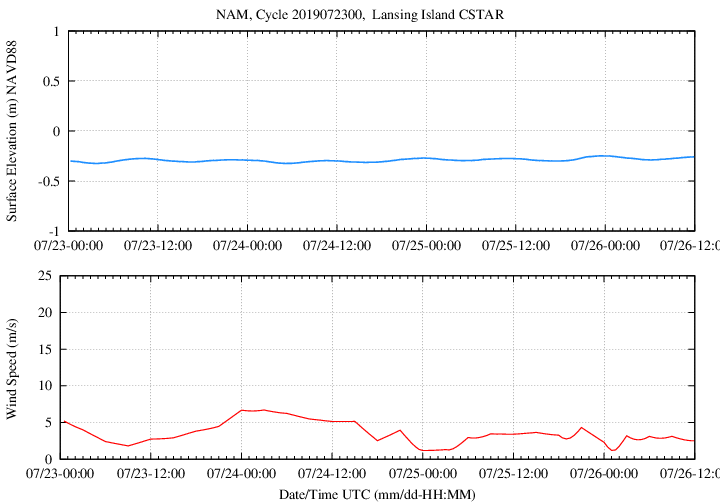 NAM, Cycle 2019072300, Lansing Island CSTAR
Surface Elevation (m) NAVD88
1
0.5
0
-0.5
-1
07/23-00:00 07/23-12:00 07/24-00:00 07/24-12:00 07/25-00:00 07/25-12:00 07/26-00:00 07/26-12:0
Wind Speed (m/s)
25
20
15
10
5
0
07/23-00:00 07/23-12:00 07/24-00:00 07/24-12:00 07/25-00:00 07/25-12:00 07/26-00:00 07/26-12:0
Date/Time UTC (mm/dd-HH:MM)